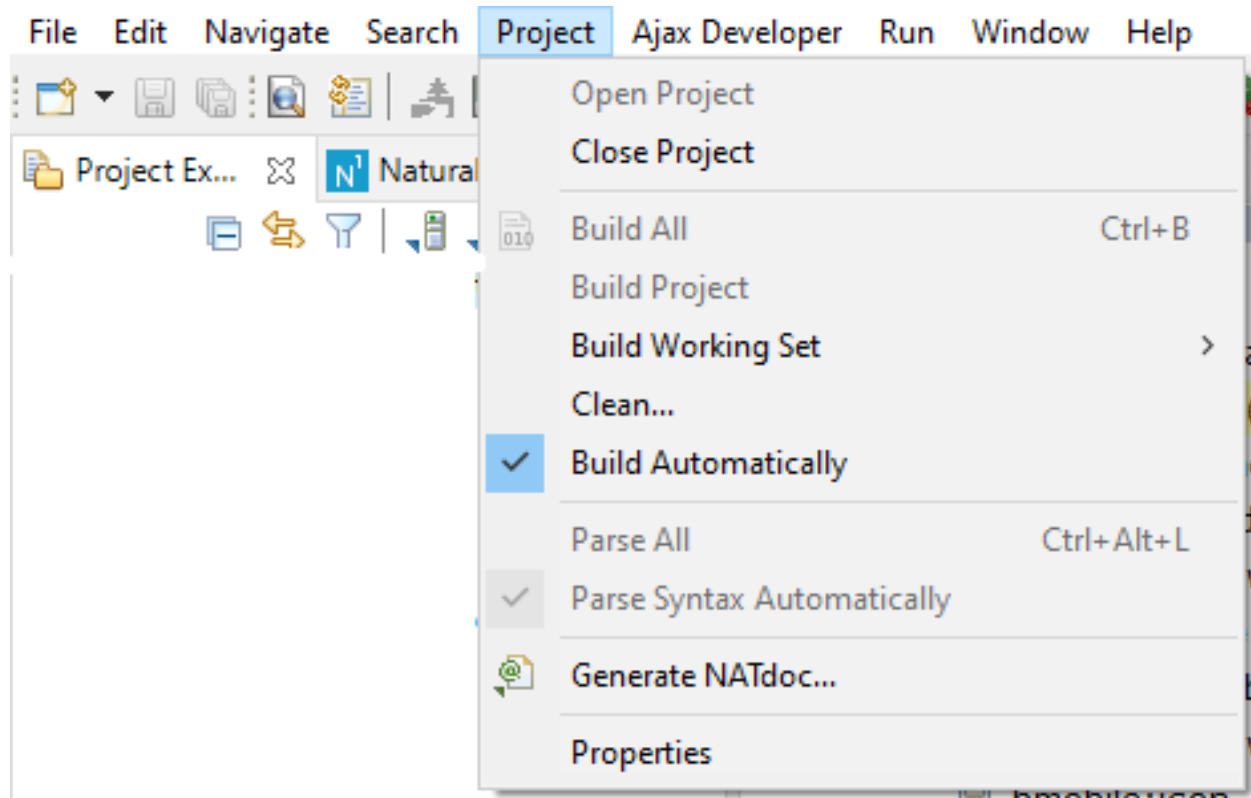 File Edit Navigate Search Project Ajax Developer Run Window Help
Project Ex... Natural
Open Project
Close Project
Build All Ctrl+B
Build Project
Build Working Set
Clean...
Build Automatically
Parse All Ctrl+Alt+L
Parse Syntax Automatically
Generate NATdoc...
Properties